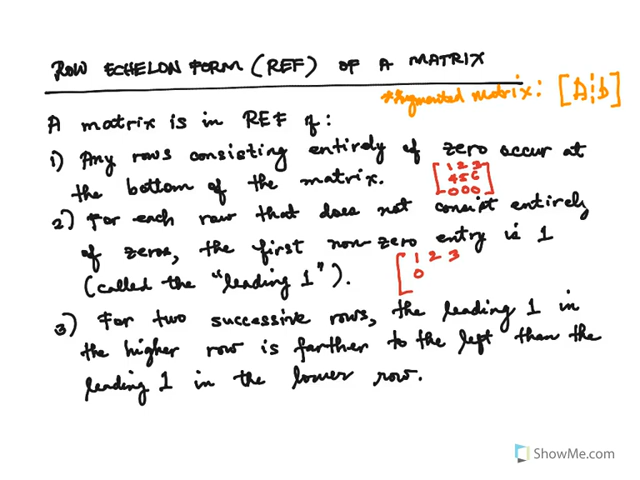 ROW ECHELON FORM (REF) OF A MATRIX
*Augmented matrix: [A¦b]
A matrix is in REF if:
1) Any rows consisting entirely of zero occur at
the bottom of the matrix.
[1 2 3
4 5 6
0 0 0]
2) For each row that does not consist entirely
of zeros, the first non-zero entry is 1
(called the "leading 1").
[1 2 3
0
3) For two successive rows, the leading 1 in
the higher row is farther to the left than the
leading 1 in the lower row.
ShowMe.com